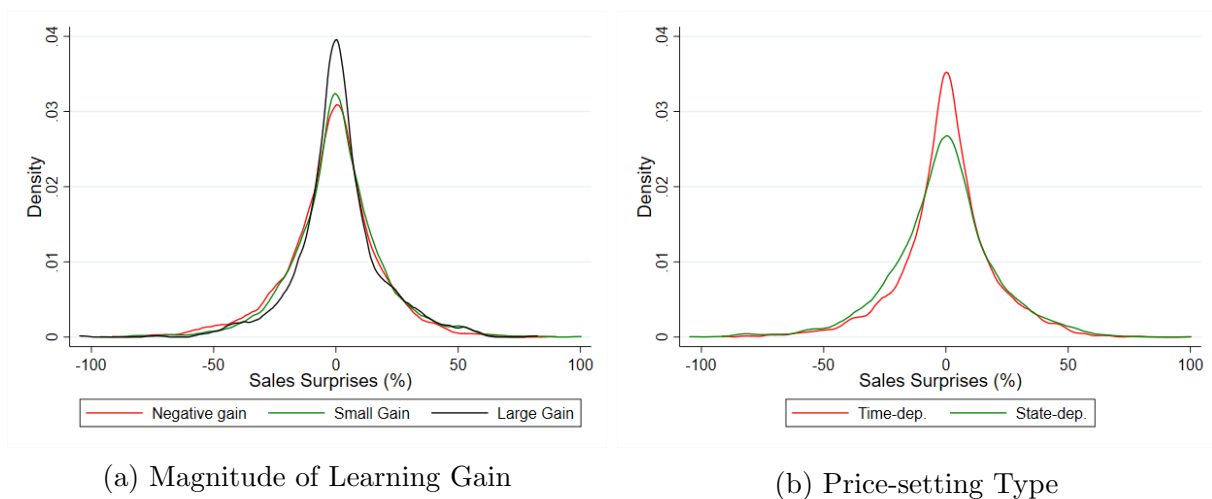 .04
.03
.02
.01
0
Density
-100 -50 0 50 100
Sales Surprises (%)
Negative gain Small Gain Large Gain
(a) Magnitude of Learning Gain
.04
.03
.02
.01
0
Density
-100 -50 0 50 100
Sales Surprises (%)
Time-dep. State-dep.
(b) Price-setting Type